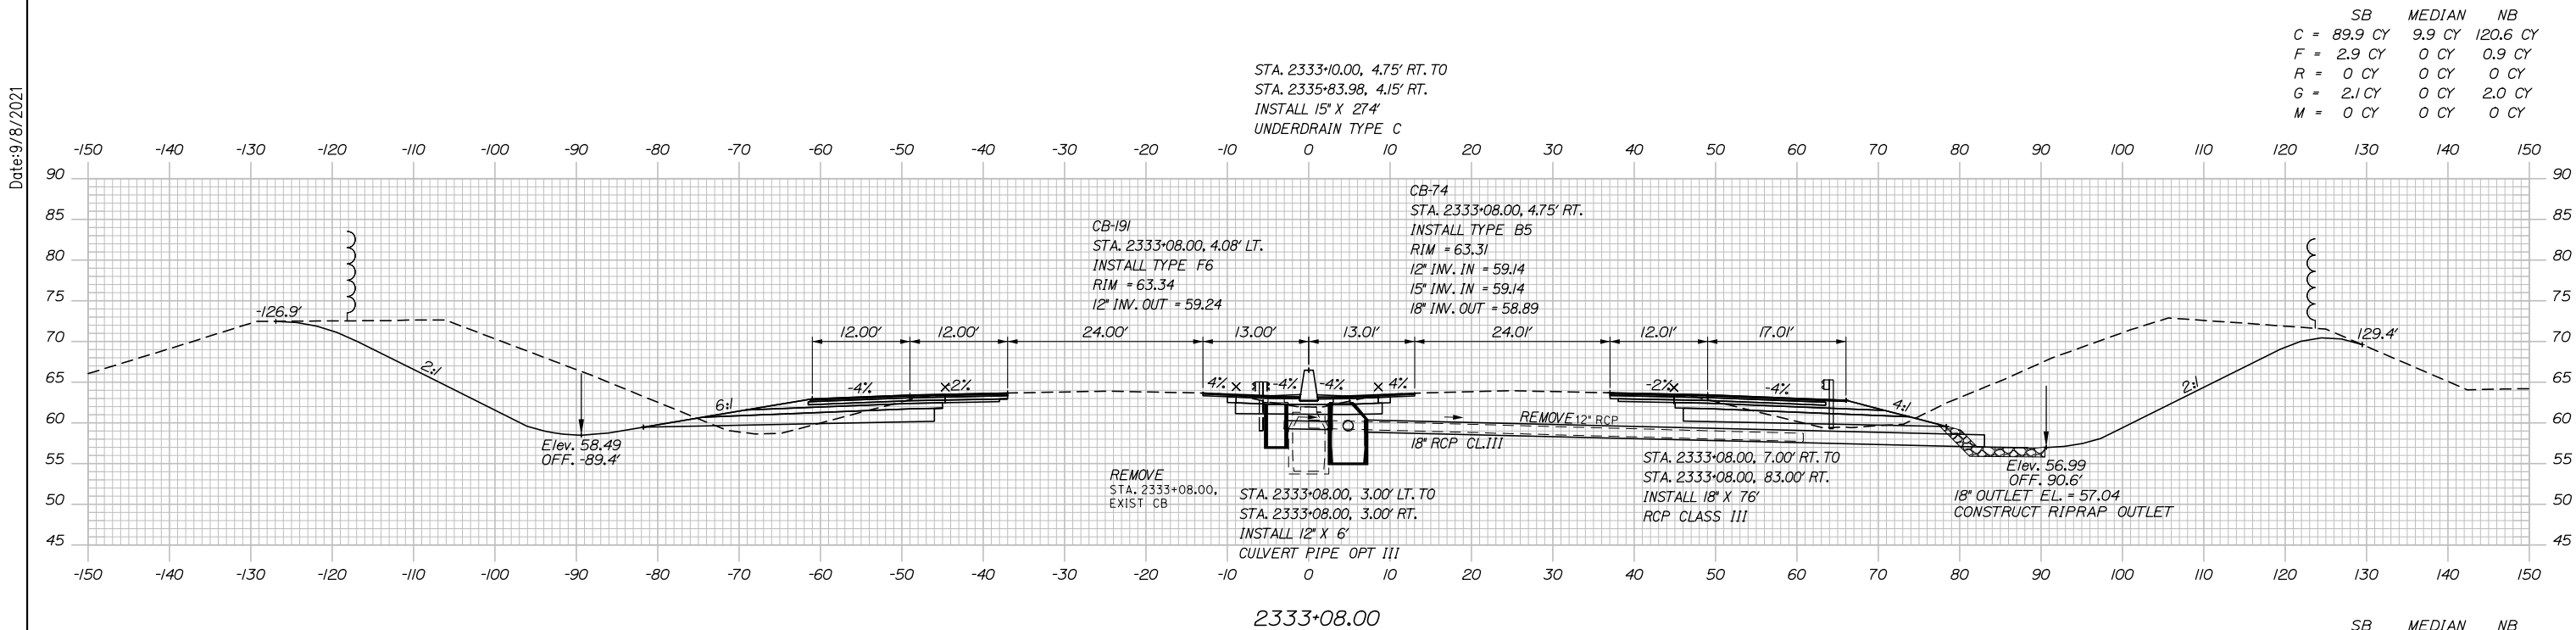 SB MEDIAN NB
C = 89.9 CY 9.9 CY 120.6 CY
F = 2.9 CY 0 CY 0.9 CY
R = 0 CY 0 CY 0 CY
G = 2.1 CY 0 CY 2.0 CY
M = 0 CY 0 CY 0 CY
Date:9/8/2021
STA. 2333+10.00, 4.75' RT. TO
STA. 2335+83.98, 4.15' RT.
INSTALL 15" X 274'
UNDERDRAIN TYPE C
-150 -140 -130 -120 -110 -100 -90 -80 -70 -60 -50 -40 -30 -20 -10 0 10 20 30 40 50 60 70 80 90 100 110 120 130 140 150
90 90
85 85
80 80
75 75
70 70
65 65
60 60
55 55
50 50
45 45
CB-191
STA. 2333+08.00, 4.08' LT.
INSTALL TYPE F6
RIM = 63.34
12" INV. OUT = 59.24
CB-74
STA. 2333+08.00, 4.75' RT.
INSTALL TYPE B5
RIM = 63.31
12" INV. IN = 59.14
15" INV. IN = 59.14
18" INV. OUT = 58.89
-126.9'
129.4'
12.00' 12.00' 24.00' 13.00' 13.01' 24.01' 12.01' 17.01'
2:1 6:1 -4% -2% 4% -4% -4% 4% -2% -4% 4:1 2:1
REMOVE 12" RCP
18" RCP CL.III
Elev. 58.49
OFF. -89.4'
REMOVE
STA. 2333+08.00,
EXIST CB
STA. 2333+08.00, 3.00' LT. TO
STA. 2333+08.00, 3.00' RT.
INSTALL 12" X 6'
CULVERT PIPE OPT III
STA. 2333+08.00, 7.00' RT. TO
STA. 2333+08.00, 83.00' RT.
INSTALL 18" X 76'
RCP CLASS III
Elev. 56.99
OFF. 90.6'
18" OUTLET EL. = 57.04
CONSTRUCT RIPRAP OUTLET
-150 -140 -130 -120 -110 -100 -90 -80 -70 -60 -50 -40 -30 -20 -10 0 10 20 30 40 50 60 70 80 90 100 110 120 130 140 150
2333+08.00
SB MEDIAN NB